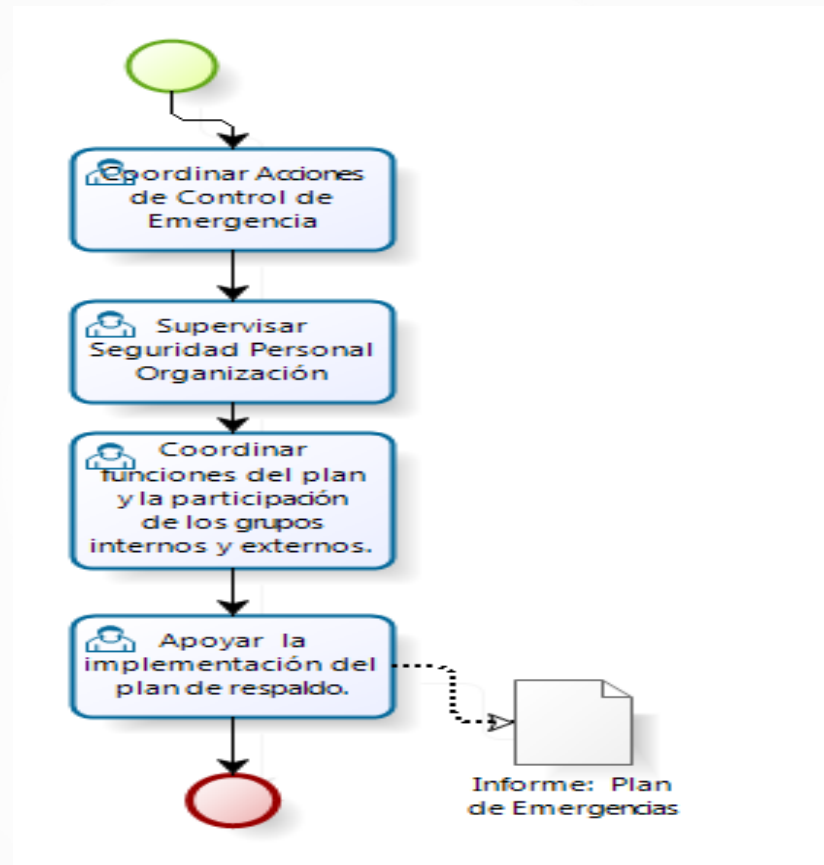 Coordinar Acciones
de Control de
Emergencia
Supervisar
Seguridad Personal
Organización
Coordinar
funciones del plan
y la participación
de los grupos
internos y externos.
Apoyar la
implementación del
plan de respaldo.
Informe: Plan
de Emergencias